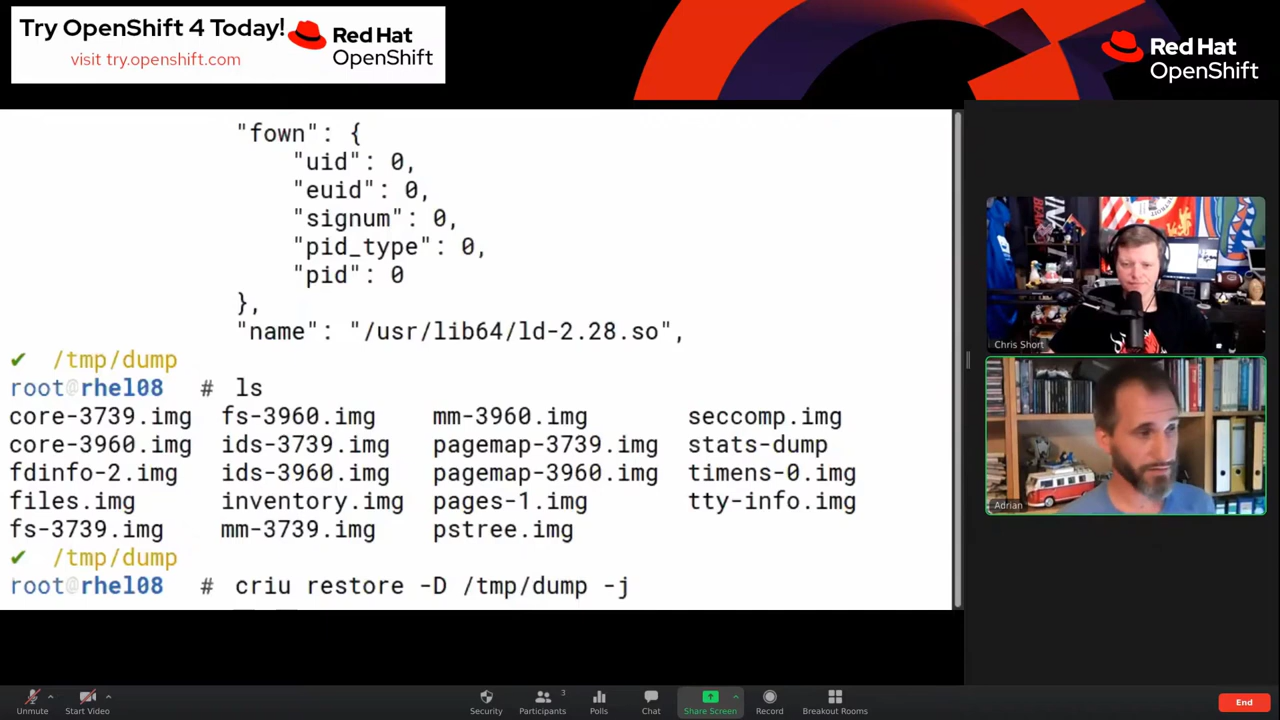 Try OpenShift 4 Today!
visit try.openshift.com
Red Hat
OpenShift
Red Hat
OpenShift
"fown": {
"uid": 0,
"euid": 0,
"signum": 0,
"pid_type": 0,
"pid": 0
},
"name": "/usr/lib64/ld-2.28.so",
✔ /tmp/dump
root@rhel08 # ls
core-3739.img fs-3960.img mm-3960.img seccomp.img
core-3960.img ids-3739.img pagemap-3739.img stats-dump
fdinfo-2.img ids-3960.img pagemap-3960.img timens-0.img
files.img inventory.img pages-1.img tty-info.img
fs-3739.img mm-3739.img pstree.img
✔ /tmp/dump
root@rhel08 # criu restore -D /tmp/dump -j
Chris Short
Adrian
Unmute
Start Video
Security
Participants 3
Polls
Chat
Share Screen
Record
Breakout Rooms
End